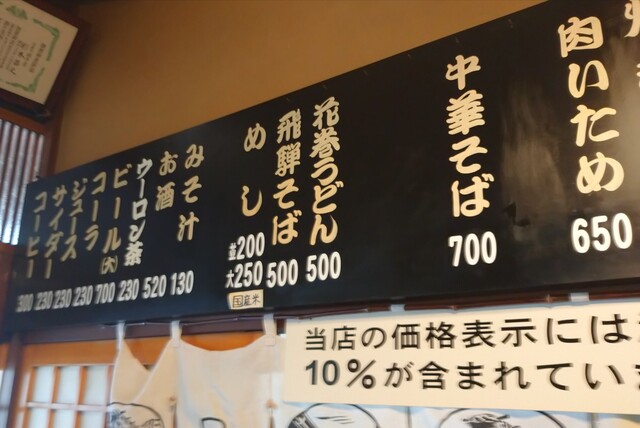 肉いため 650
中華そば 700
花巻うどん 500
飛騨そば 500
めし 並200 大250
国産米
みそ汁 130
お酒 520
ウーロン茶 230
ビール(大) 700
コーラ 230
ジュース 230
サイダー 230
コーヒー 300
当店の価格表示には
10%が含まれてい